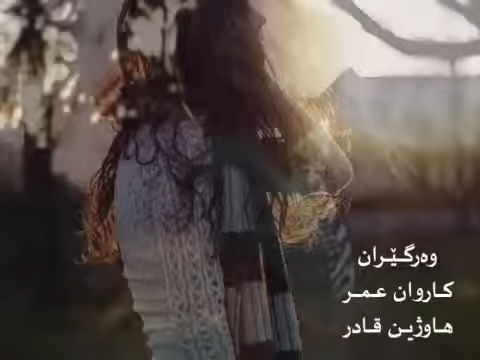 وەرگێران
کاروان عمر
هاوژین قادر